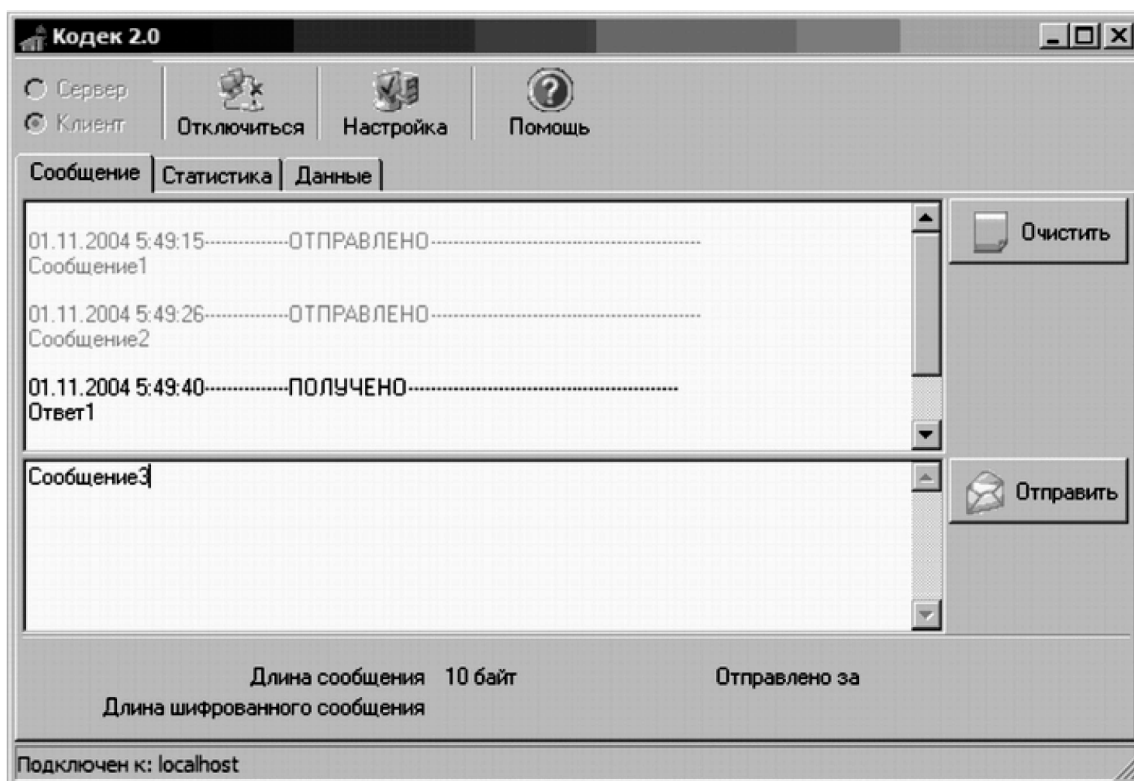 Кодек 2.0
Сервер
Клиент
Отключиться
Настройка
Помощь
Сообщение
Статистика
Данные
01.11.2004 5:49:15---------------ОТПРАВЛЕНО------------------------------------------------
Сообщение1
01.11.2004 5:49:26---------------ОТПРАВЛЕНО------------------------------------------------
Сообщение2
01.11.2004 5:49:40---------------ПОЛУЧЕНО------------------------------------------------
Ответ1
Очистить
Сообщение3
Отправить
Длина сообщения 10 байт Отправлено за
Длина шифрованного сообщения
Подключен к: localhost